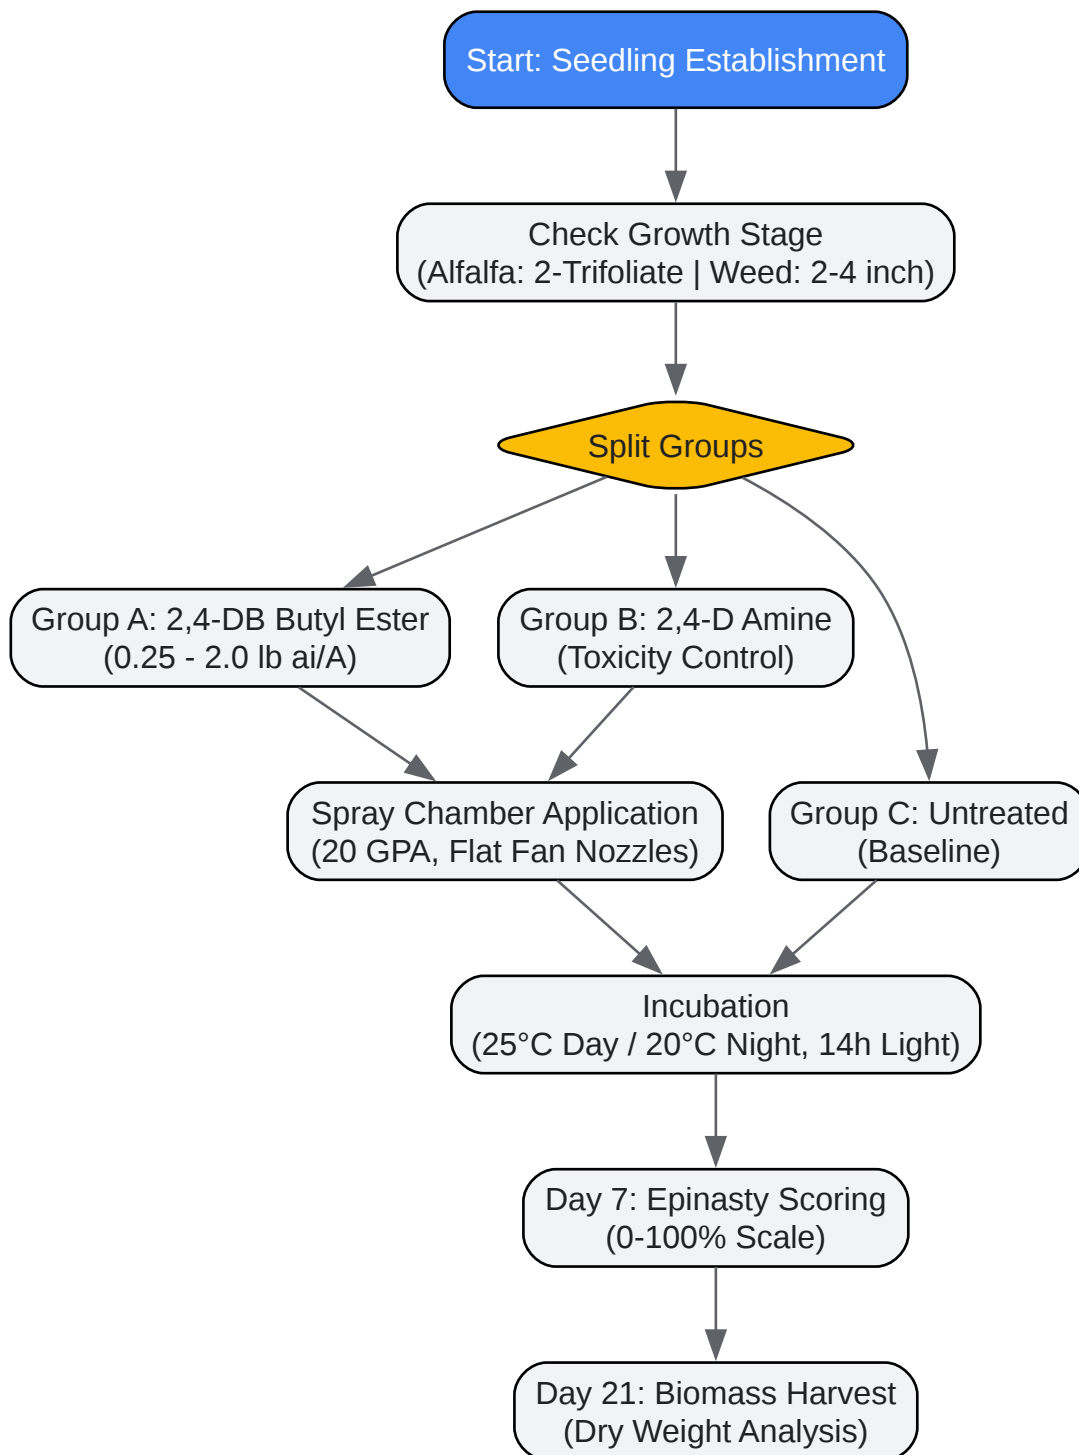 Start: Seedling Establishment
Check Growth Stage
(Alfalfa: 2-Trifoliate | Weed: 2-4 inch)
Split Groups
Group A: 2,4-DB Butyl Ester
(0.25 - 2.0 lb ai/A)
Group B: 2,4-D Amine
(Toxicity Control)
Spray Chamber Application
(20 GPA, Flat Fan Nozzles)
Group C: Untreated
(Baseline)
Incubation
(25°C Day / 20°C Night, 14h Light)
Day 7: Epinasty Scoring
(0-100% Scale)
Day 21: Biomass Harvest
(Dry Weight Analysis)